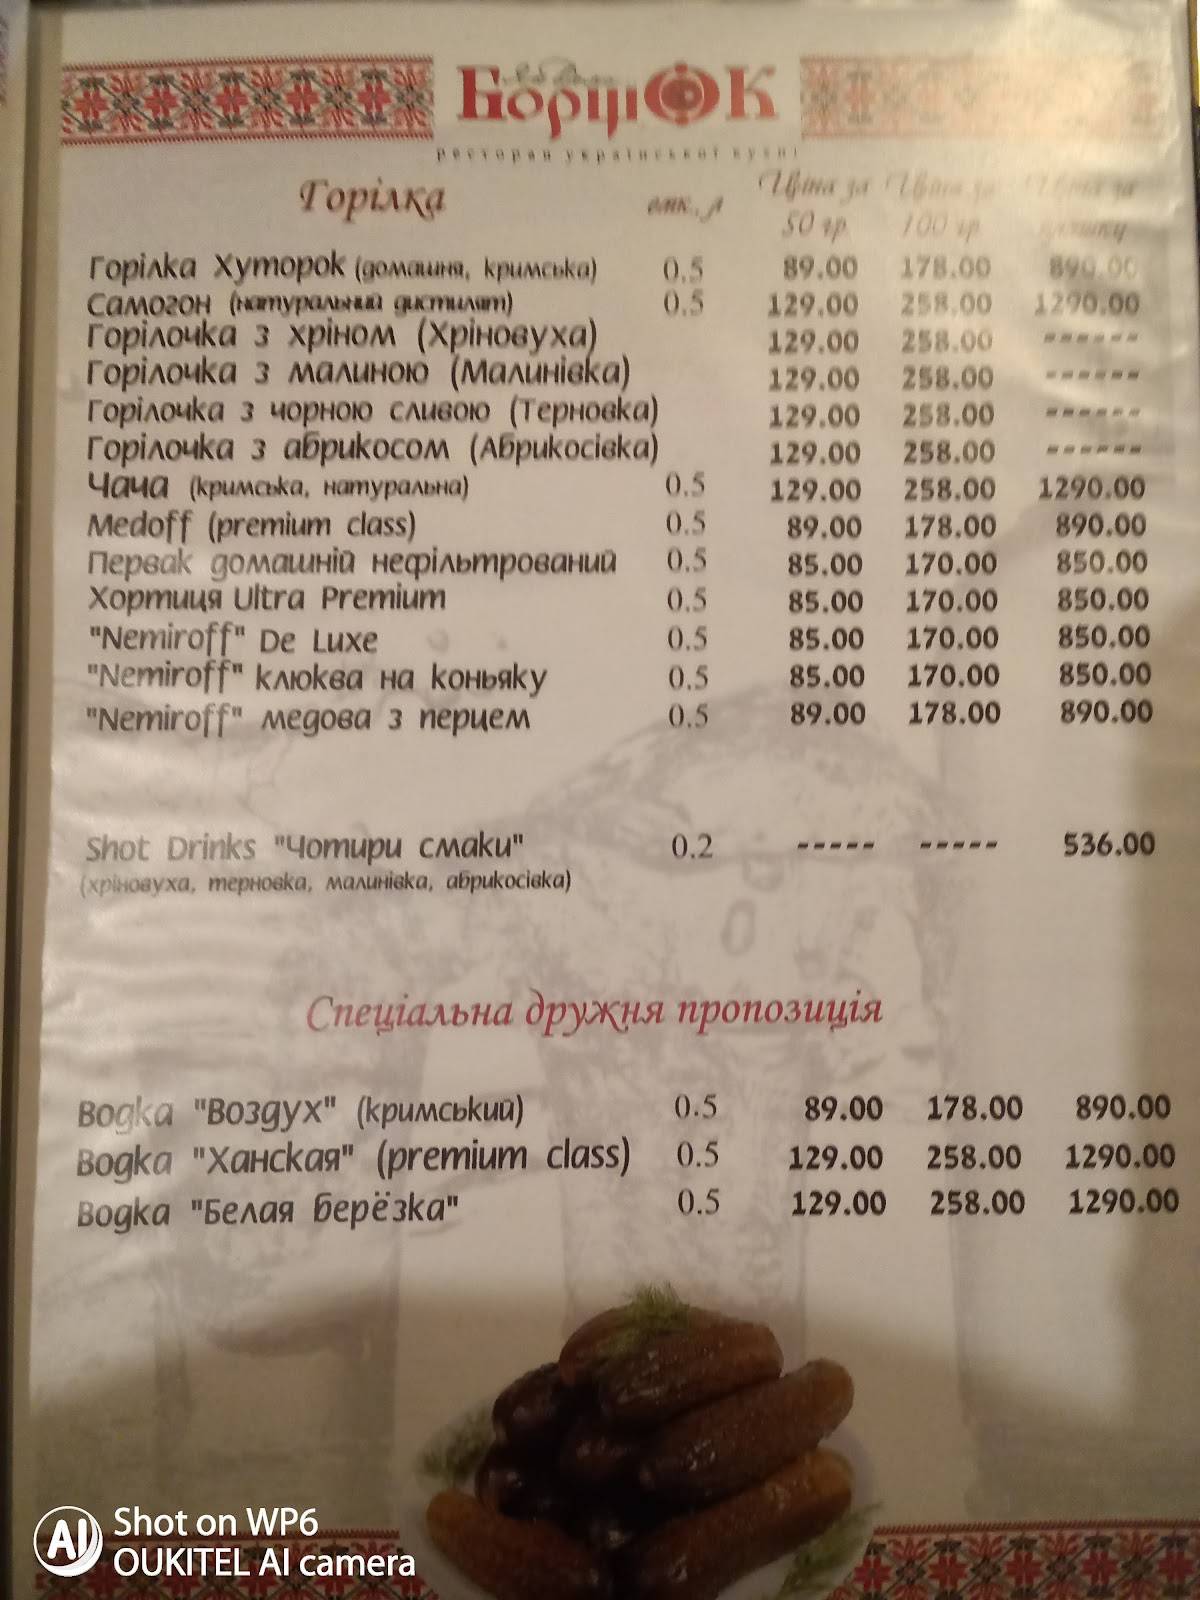 БоршОК
ресторан української кухні
Горілка емк., л Ціна за 50 гр. Ціна за 100 гр. Ціна за
Горілка Хуторок (домашня, кримська) 0.5 89.00 178.00 890.00
Самогон (натуральний дистилят) 0.5 129.00 258.00 1290.00
Горілочка з хріном (Хріновуха) 129.00 258.00 ------
Горілочка з малиною (Малинівка) 129.00 258.00 ------
Горілочка з чорною сливою (Терновка) 129.00 258.00 ------
Горілочка з абрикосом (Абрикосівка) 129.00 258.00 ------
Чача (кримська, натуральна) 0.5 129.00 258.00 1290.00
Medoff (premium class) 0.5 89.00 178.00 890.00
Первак домашній нефільтрований 0.5 85.00 170.00 850.00
Хортиця Ultra Premium 0.5 85.00 170.00 850.00
"Nemiroff" De Luxe 0.5 85.00 170.00 850.00
"Nemiroff" клюква на коньяку 0.5 85.00 170.00 850.00
"Nemiroff" медова з перцем 0.5 89.00 178.00 890.00
Shot Drinks "Чотири смаки" 0.2 ----- ----- 536.00
(хріновуха, терновка, малинівка, абрикосівка)
Спеціальна дружня пропозиція
Водка "Воздух" (кримський) 0.5 89.00 178.00 890.00
Водка "Ханская" (premium class) 0.5 129.00 258.00 1290.00
Водка "Белая берёзка" 0.5 129.00 258.00 1290.00
AI Shot on WP6
OUKITEL AI camera